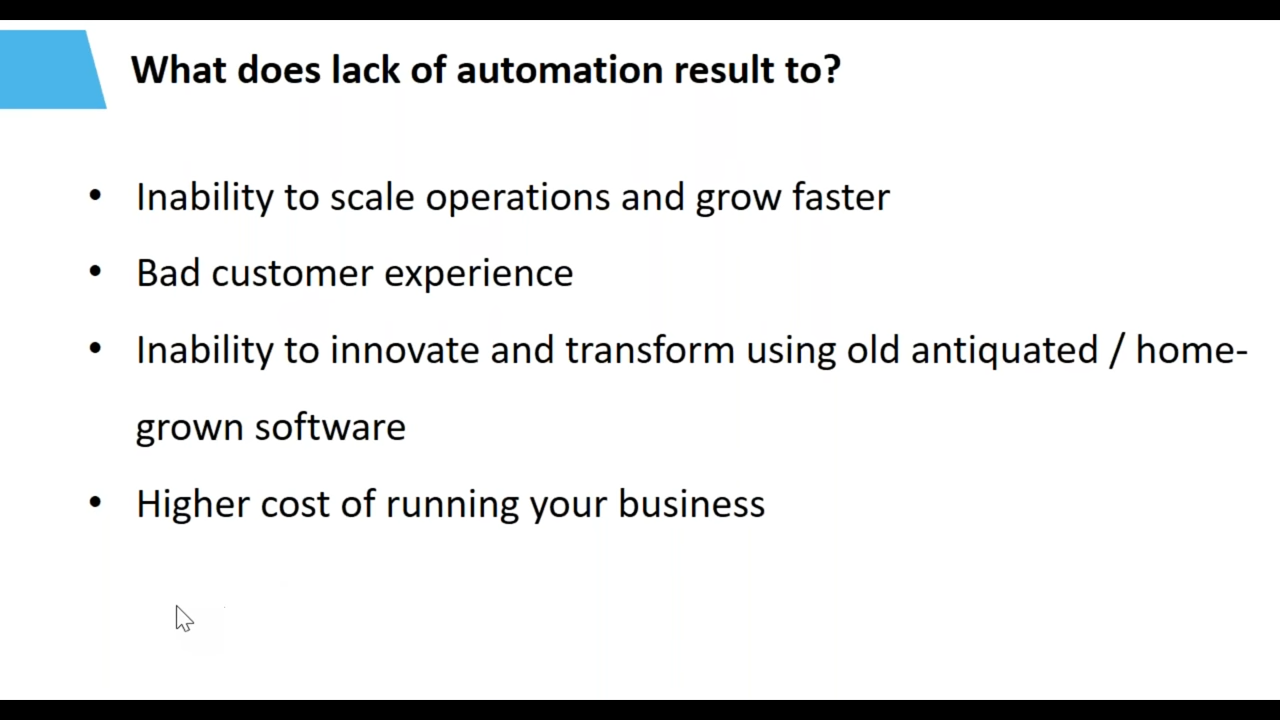 What does lack of automation result to?
• Inability to scale operations and grow faster
• Bad customer experience
• Inability to innovate and transform using old antiquated / home-
grown software
• Higher cost of running your business